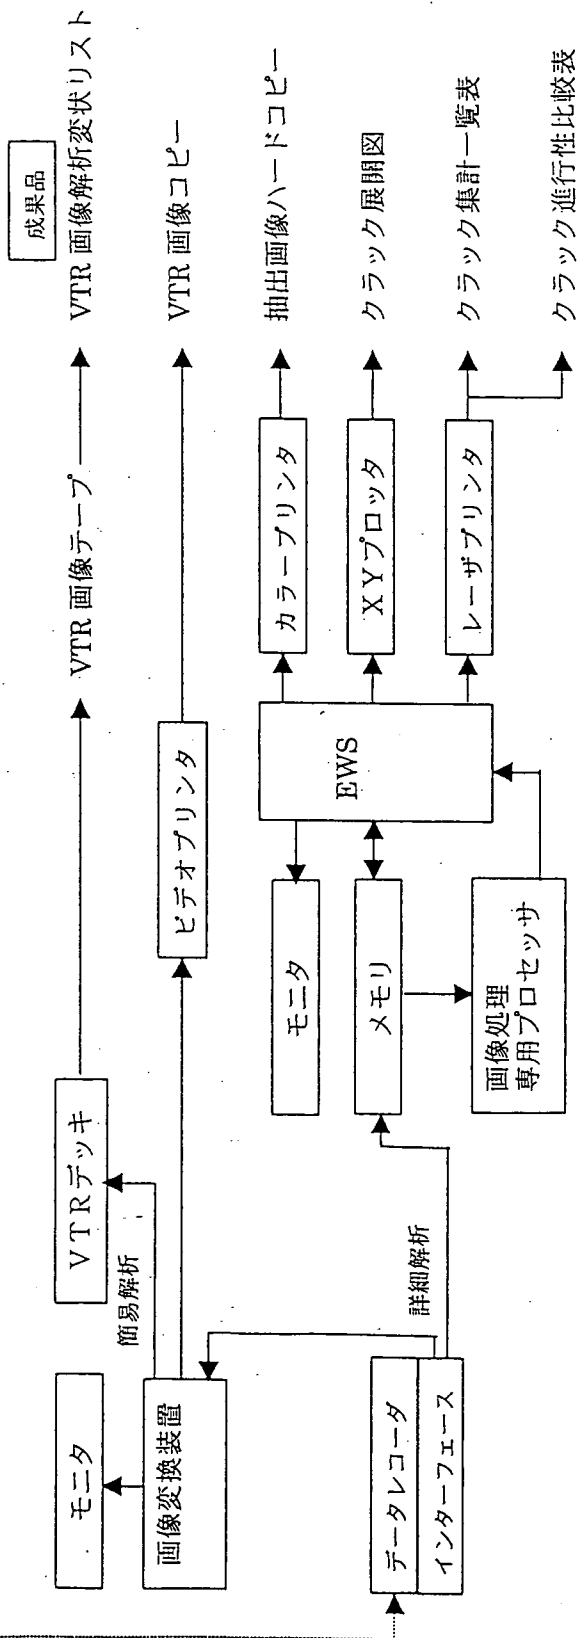 成果品
モニタ
VTRデッキ
VTR 画像テープ
VTR 画像解析変状リスト
簡易解析
画像変換装置
ビデオプリンタ
VTR 画像コピー
モニタ
カラープリンタ
抽出画像ハードコピー
EWS
メモリ
XYプロッタ
クラック展開図
データレコーダ
インターフェース
詳細解析
画像処理
専用プロセッサ
レーザプリンタ
クラック集計一覧表
クラック進行性比較表